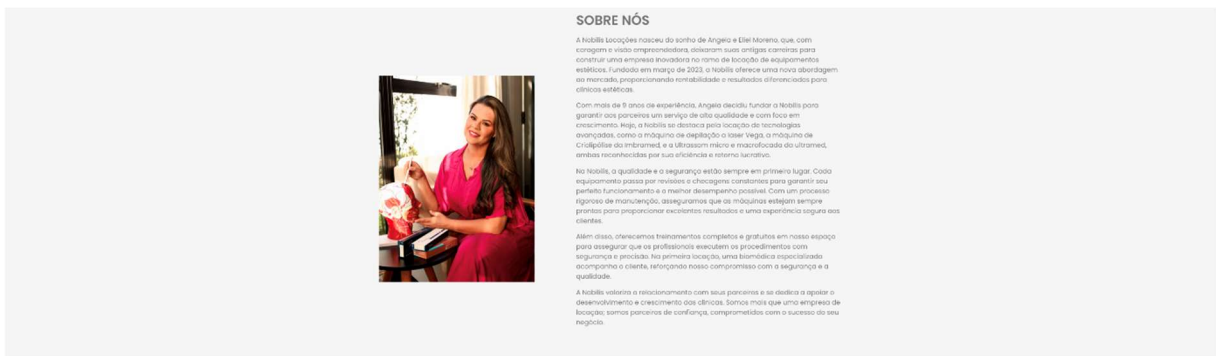 SOBRE NÓS
A Nobilis Locações nasceu do sonho de Angela e Eliel Moreno, que, com
coragem e visão empreendedora, deixaram suas antigas carreiras para
construir uma empresa inovadora no ramo de locação de equipamentos
estéticos. Fundada em março de 2023, a Nobilis oferece uma nova abordagem
ao mercado, proporcionando rentabilidade e resultados diferenciados para
clínicas estéticas.
Com mais de 9 anos de experiência, Angela decidiu fundar a Nobilis para
garantir aos parceiros um serviço de alta qualidade e com foco em
crescimento. Hoje, a Nobilis se destaca pela locação de tecnologias
avançadas, como a máquina de depilação a laser Vega, a máquina de
Criolipólise da Imbramed, e a Ultrassom micro e macrofocada da ultramed,
ambas reconhecidas por sua eficiência e retorno lucrativo.
Na Nobilis, a qualidade e a segurança estão sempre em primeiro lugar. Cada
equipamento passa por revisões e checagens constantes para garantir seu
perfeito funcionamento e o melhor desempenho possível. Com um processo
rigoroso de manutenção, asseguramos que as máquinas estejam sempre
prontas para proporcionar excelentes resultados e uma experiência segura aos
clientes.
Além disso, oferecemos treinamentos completos e gratuitos em nosso espaço
para assegurar que os profissionais executem os procedimentos com
segurança e precisão. Na primeira locação, uma biomédica especializada
acompanha o cliente, reforçando nosso compromisso com a segurança e a
qualidade.
A Nobilis valoriza o relacionamento com seus parceiros e se dedica a apoiar o
desenvolvimento e crescimento das clínicas. Somos mais que uma empresa de
locação; somos parceiros de confiança, comprometidos com o sucesso do seu
negócio.